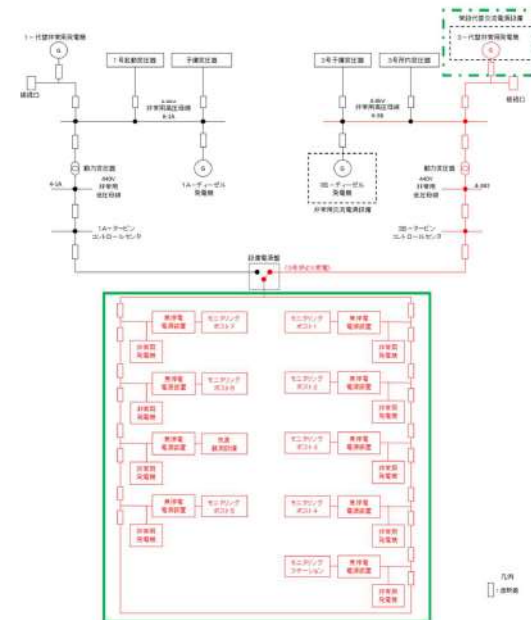 常設代替交流電源設備
1-代替非常用発電機
3-代替非常用発電機
G
G
1号起動変圧器
予備変圧器
3号予備変圧器
3号所内変圧器
接続口
接続口
6.6kV
非常用高圧母線
6-1A
6.6kV
非常用高圧母線
6-3B
動力変圧器
G
G
動力変圧器
440V
非常用
低圧母線
1A-ディーゼル
発電機
3B-ディーゼル
発電機
440V
非常用
低圧母線
4-1A
非常用交流電源設備
1A-タービン
コントロールセンタ
3B-タービン
コントロールセンタ
設備電源盤
(3号炉より受電)
無停電
電源装置
モニタリング
ポスト7
モニタリング
ポスト1
無停電
電源装置
非常用
発電機
非常用
発電機
無停電
電源装置
モニタリング
ポスト6
モニタリング
ポスト2
無停電
電源装置
非常用
発電機
非常用
発電機
無停電
電源装置
気象
観測設備
モニタリング
ポスト3
無停電
電源装置
非常用
発電機
非常用
発電機
無停電
電源装置
モニタリング
ポスト5
モニタリング
ポスト4
無停電
電源装置
非常用
発電機
非常用
発電機
モニタリング
ステーション
無停電
電源装置
非常用
発電機
凡例
:遮断器